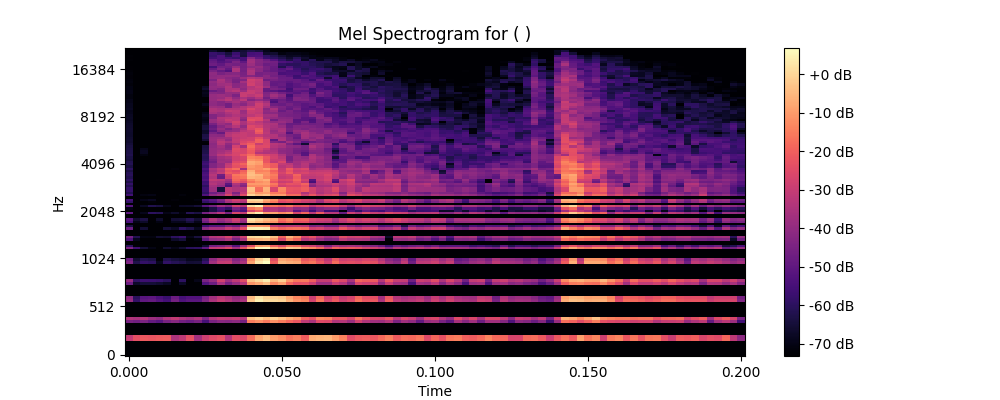 Mel Spectrogram for ( )
Hz
16384
8192
4096
2048
1024
512
0
0.000
0.050
0.100
0.150
0.200
Time
+0 dB
-10 dB
-20 dB
-30 dB
-40 dB
-50 dB
-60 dB
-70 dB